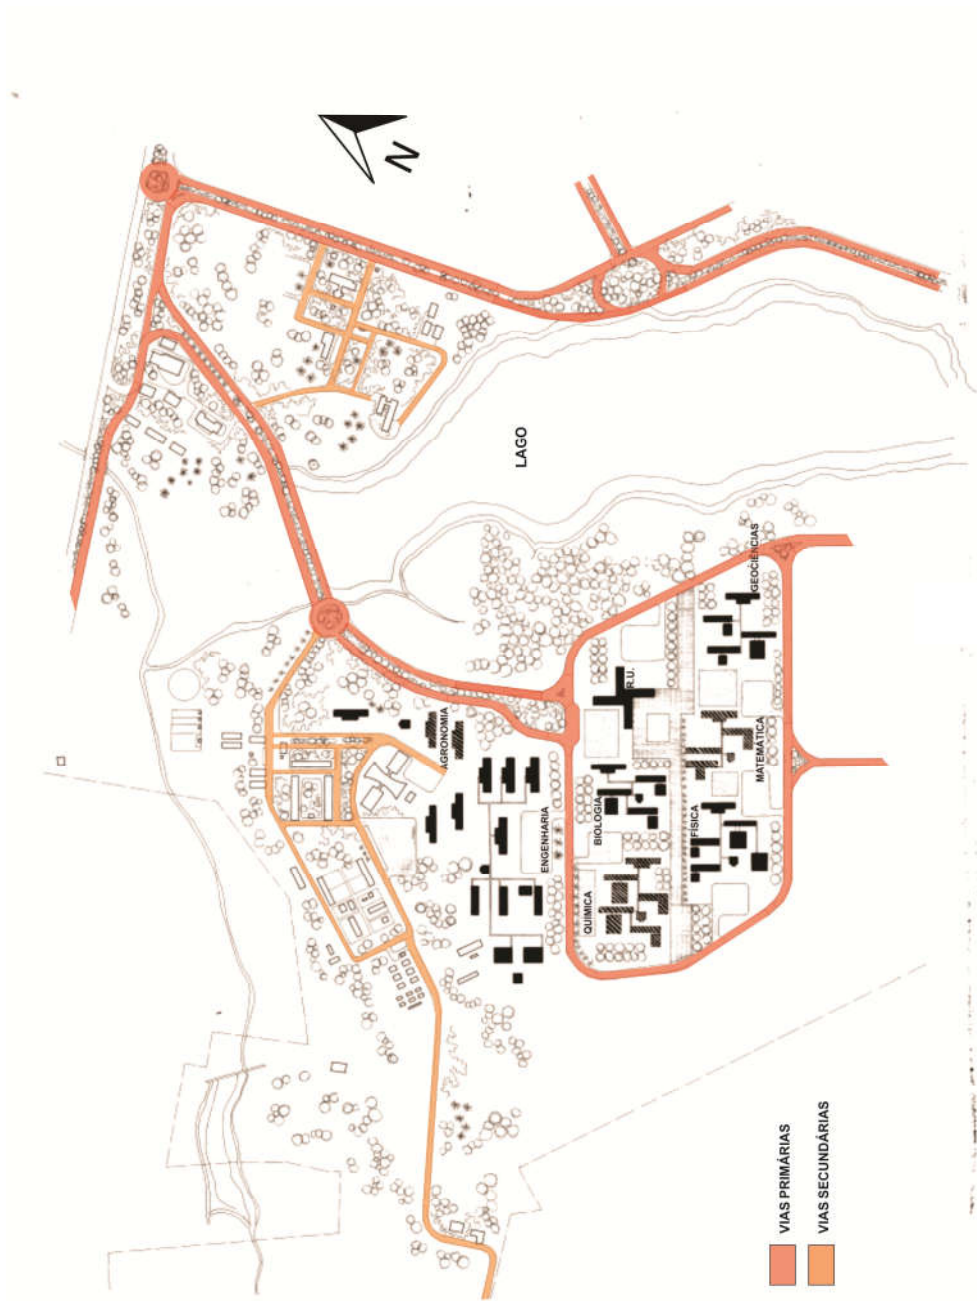 N
LAGO
GEOCIÊNCIAS
R.U.
MATEMÁTICA
AGRONOMIA
ENGENHARIA
BIOLOGIA
FÍSICA
QUÍMICA
VIAS PRIMÁRIAS
VIAS SECUNDÁRIAS